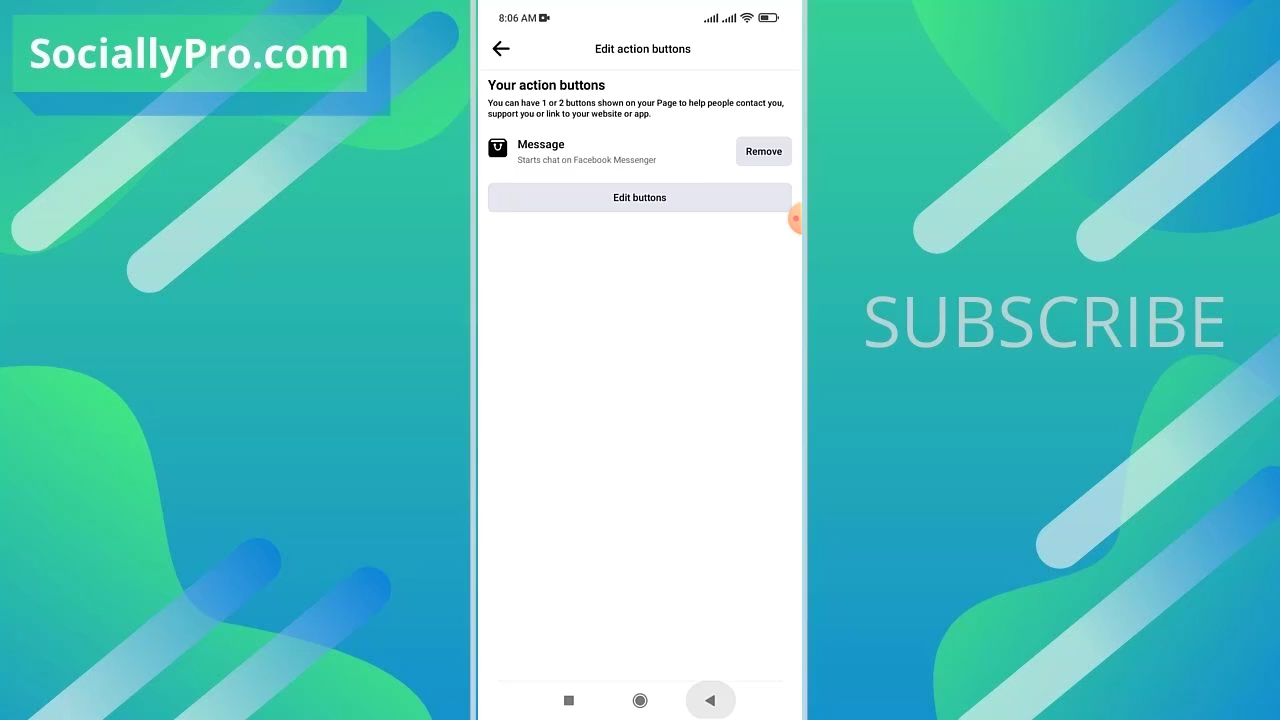 SociallyPro.com
8:06 AM
Edit action buttons
Your action buttons
You can have 1 or 2 buttons shown on your Page to help people contact you,
support you or link to your website or app.
Message
Starts chat on Facebook Messenger
Remove
Edit buttons
SUBSCRIBE